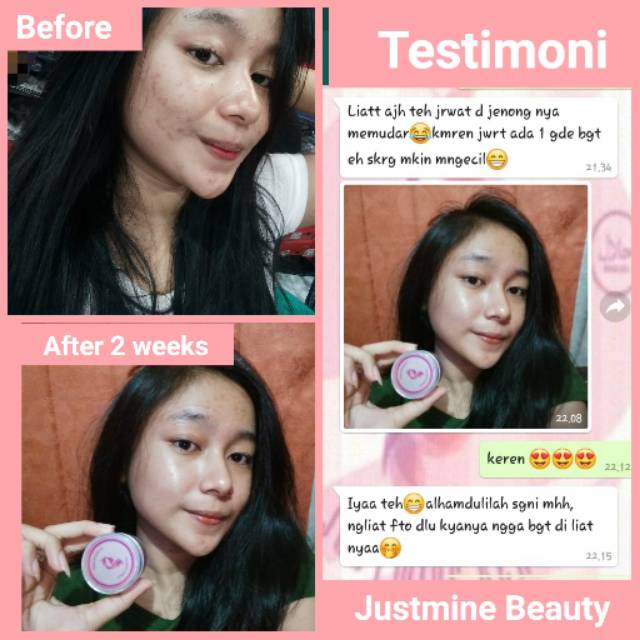 Before
After 2 weeks
Testimoni
Liatt ajh teh jrwat d jenong nya
memudar😂kmren jwrt ada 1 gde bgt
eh skrg mkin mngecil😁
21.34
22.08
keren 😍😍😍
22.12
Iyaa teh😁alhamdulilah sgni mhh,
ngliat fto dlu kyanya ngga bgt di liat
nyaa🤭
22.15
Justmine Beauty